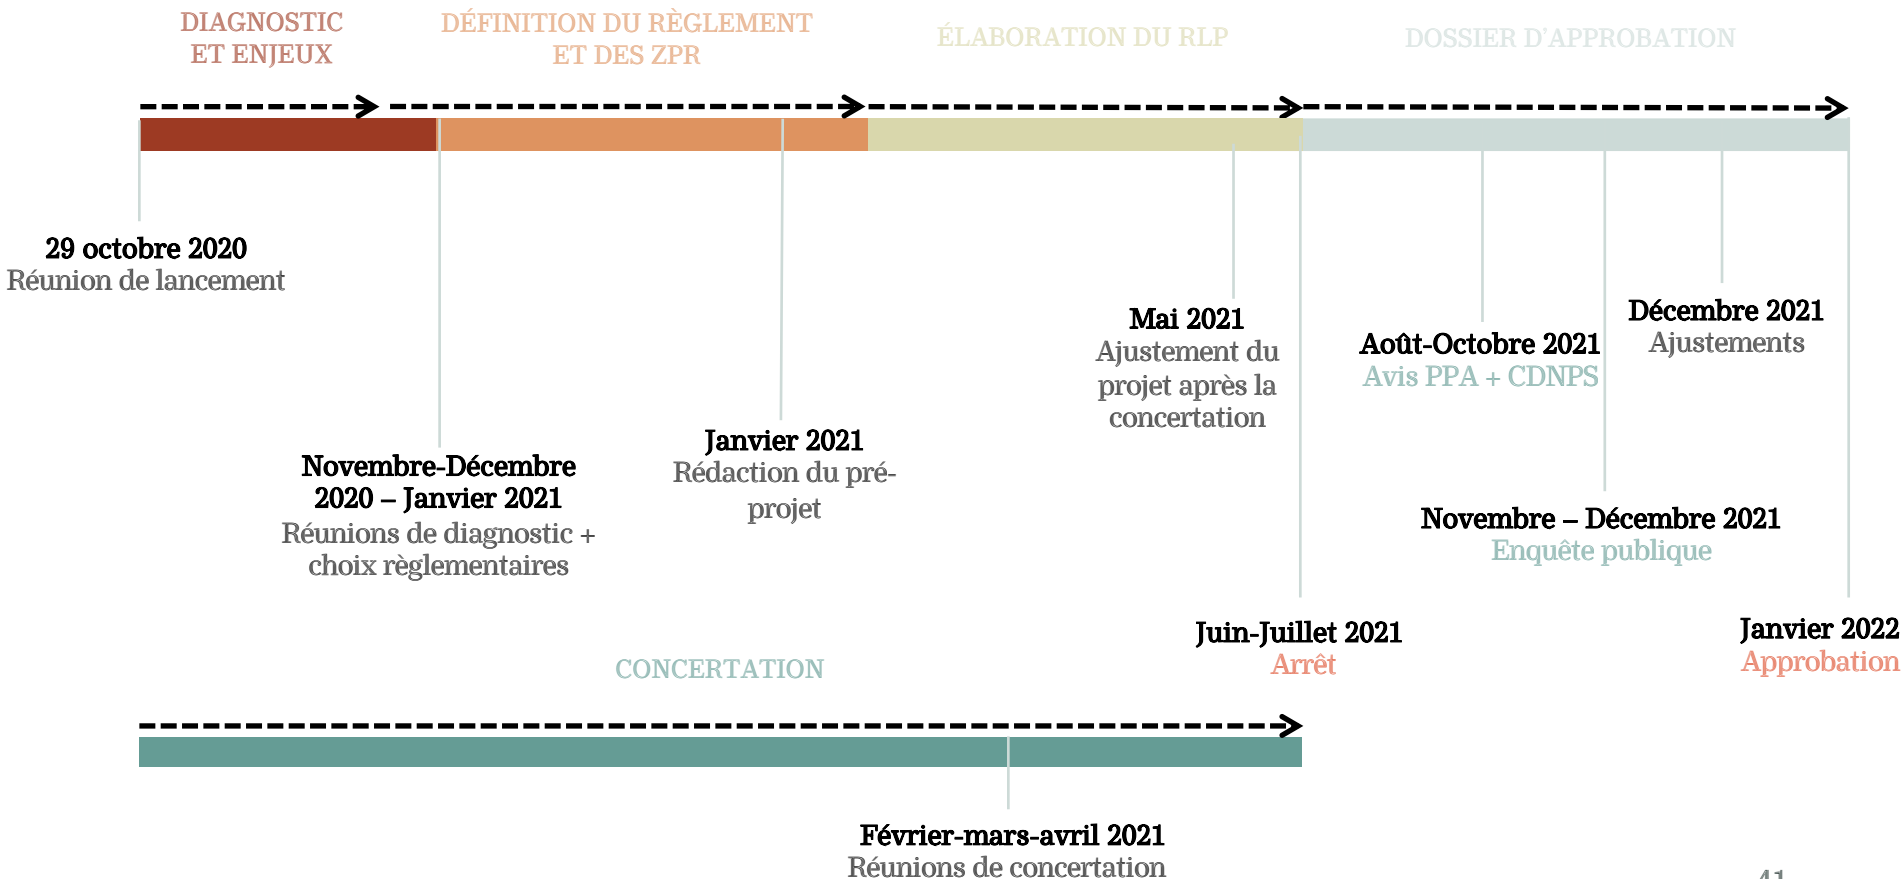 DIAGNOSTIC
ET ENJEUX
DÉFINITION DU RÈGLEMENT
ET DES ZPR
ÉLABORATION DU RLP
DOSSIER D'APPROBATION
29 octobre 2020
Réunion de lancement
Novembre-Décembre
2020 – Janvier 2021
Réunions de diagnostic +
choix règlementaires
Janvier 2021
Rédaction du pré-
projet
Mai 2021
Ajustement du
projet après la
concertation
Août-Octobre 2021
Avis PPA + CDNPS
Décembre 2021
Ajustements
Novembre – Décembre 2021
Enquête publique
Juin-Juillet 2021
Arrêt
Janvier 2022
Approbation
CONCERTATION
Février-mars-avril 2021
Réunions de concertation
41